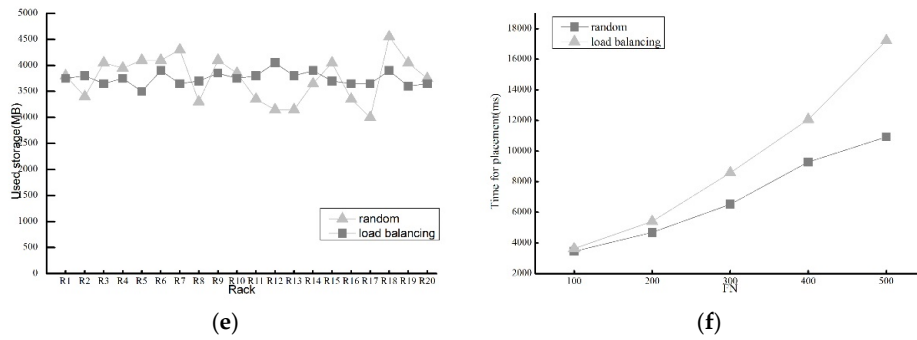 5000
4500
4000
3500
3000
2500
2000
1500
1000
500
0
Used storage(MB)
random
load balancing
R1 R2 R3 R4 R5 R6 R7 R8 R9 R10 R11 R12 R13 R14 R15 R16 R17 R18 R19 R20
Rack
(e)
random
load balancing
16000
14000
12000
10000
8000
6000
4000
2000
Time for placement(ms)
100 200 300 400 500
(f)